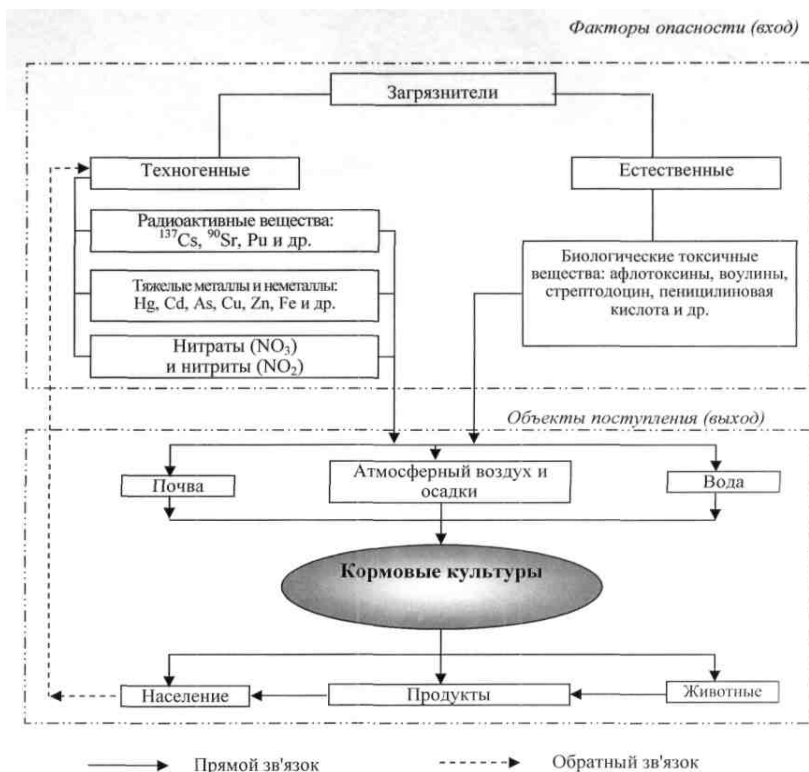 Факторы опасности (вход)
Загрязнители
Техногенные
Естественные
Радиоактивные вещества:
¹³⁷Cs, ⁹⁰Sr, Pu и др.
Тяжелые металлы и неметаллы:
Hg, Cd, As, Cu, Zn, Fe и др.
Нитраты (NO₃)
и нитриты (NO₂)
Биологические токсичные
вещества: афлотоксины, воулины,
стрептодоцин, пеницилиновая
кислота и др.
Объекты поступления (выход)
Почва
Атмосферный воздух и
осадки
Вода
Кормовые культуры
Население
Продукты
Животные
Прямой зв'язок
Обратный зв'язок